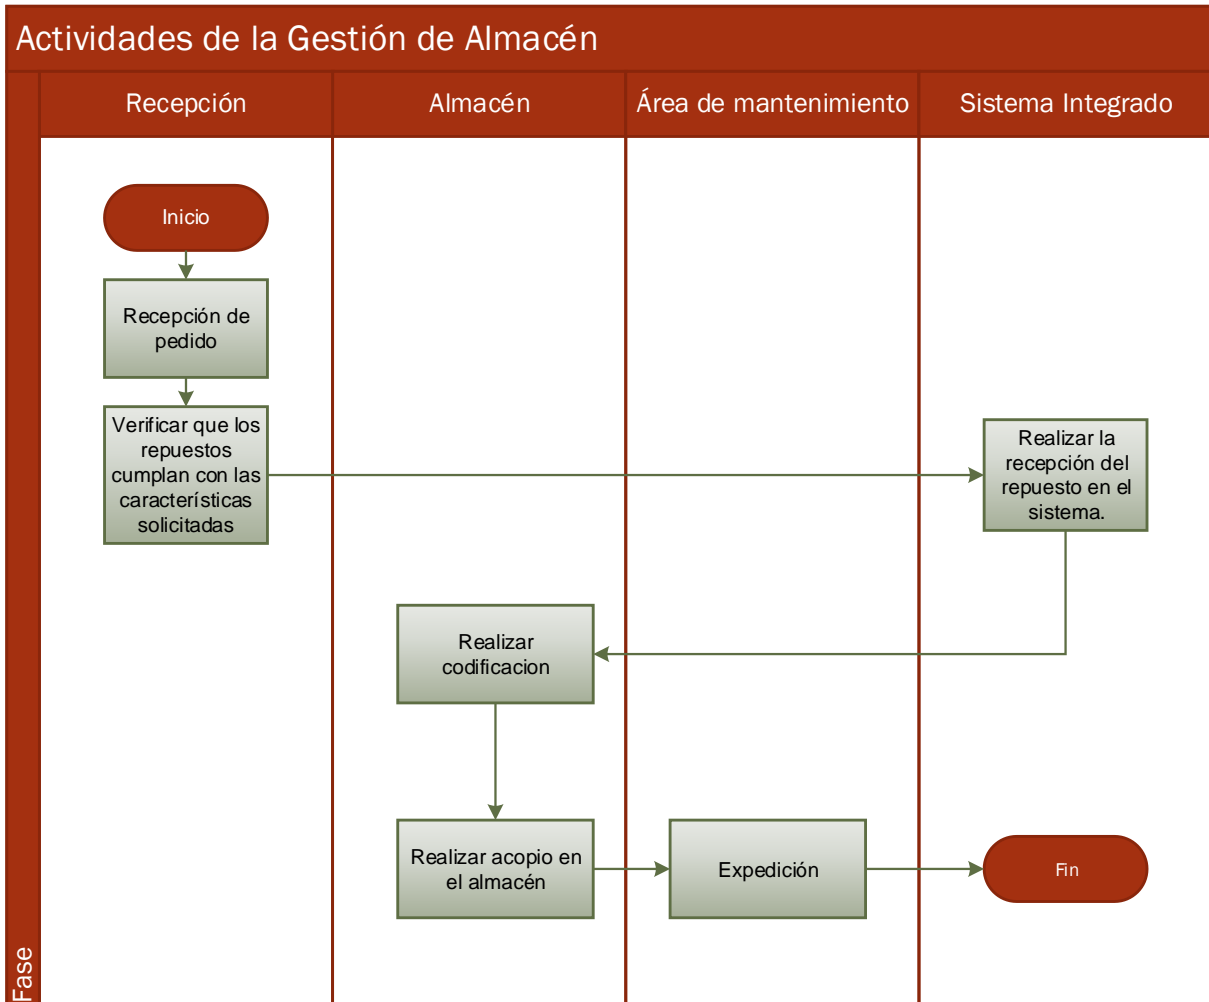 Actividades de la Gestión de Almacén
Recepción
Almacén
Área de mantenimiento
Sistema Integrado
Inicio
Recepción de
pedido
Verificar que los
repuestos
cumplan con las
características
solicitadas
Realizar la
recepción del
repuesto en el
sistema.
Realizar
codificacion
Realizar acopio en
el almacén
Expedición
Fin
Fase